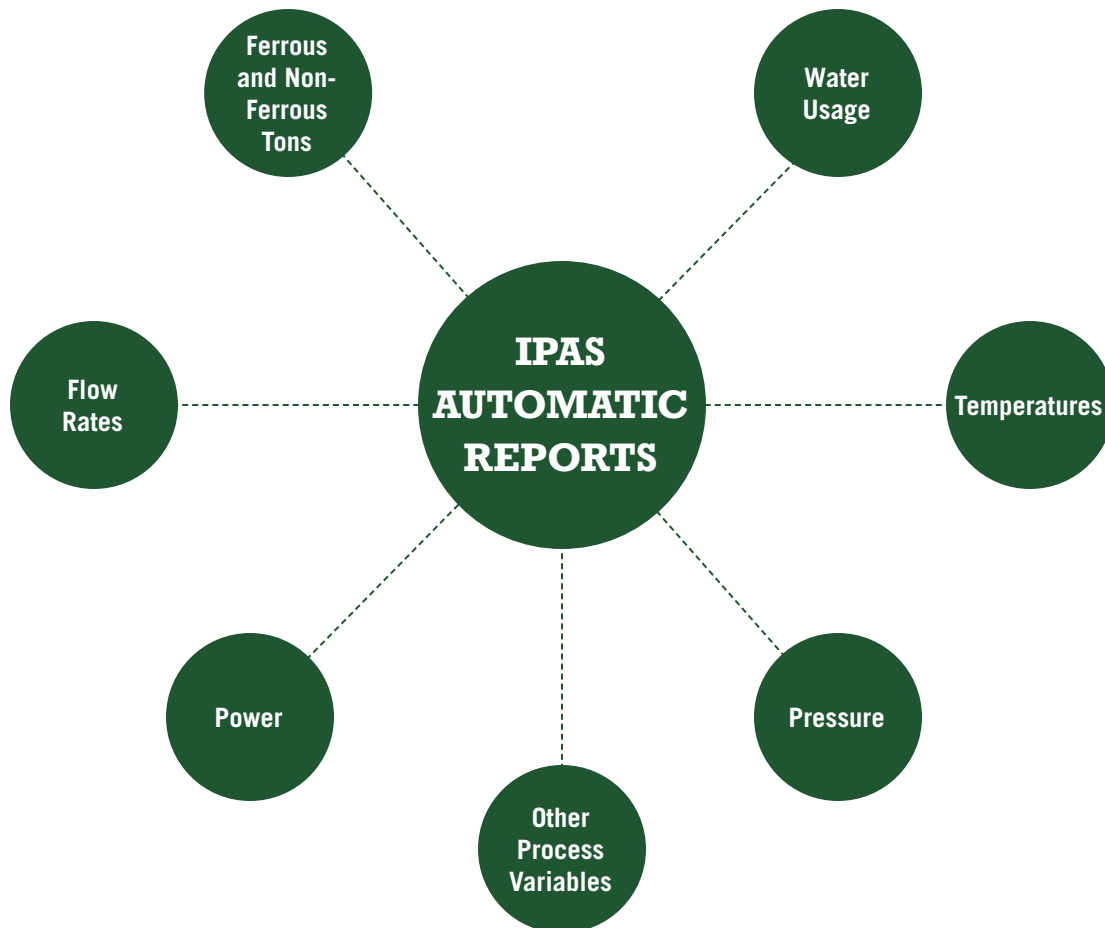 Ferrous
and Non-
Ferrous
Tons
Water
Usage
IPAS
AUTOMATIC
REPORTS
Flow
Rates
Temperatures
Power
Pressure
Other
Process
Variables